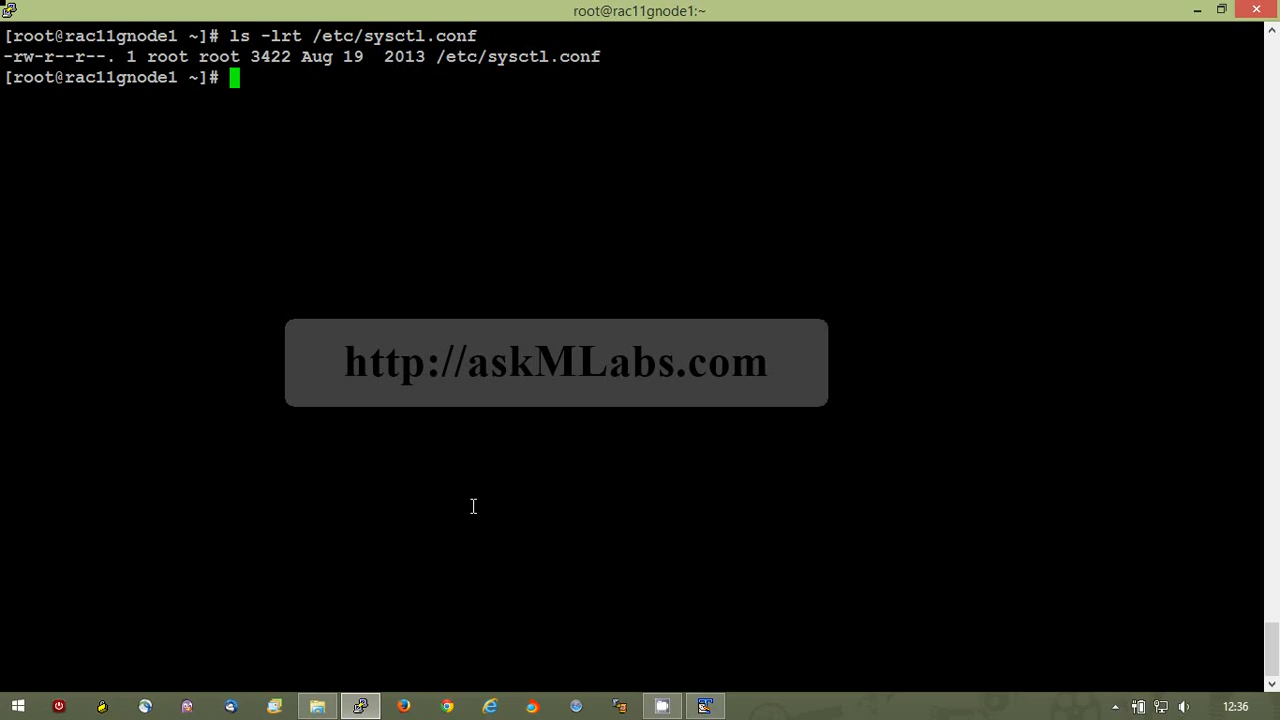 root@rac11gnode1:~
[root@rac11gnode1 ~]# ls -lrt /etc/sysctl.conf
-rw-r--r--. 1 root root 3422 Aug 19  2013 /etc/sysctl.conf
[root@rac11gnode1 ~]#
http://askMLabs.com
12:36